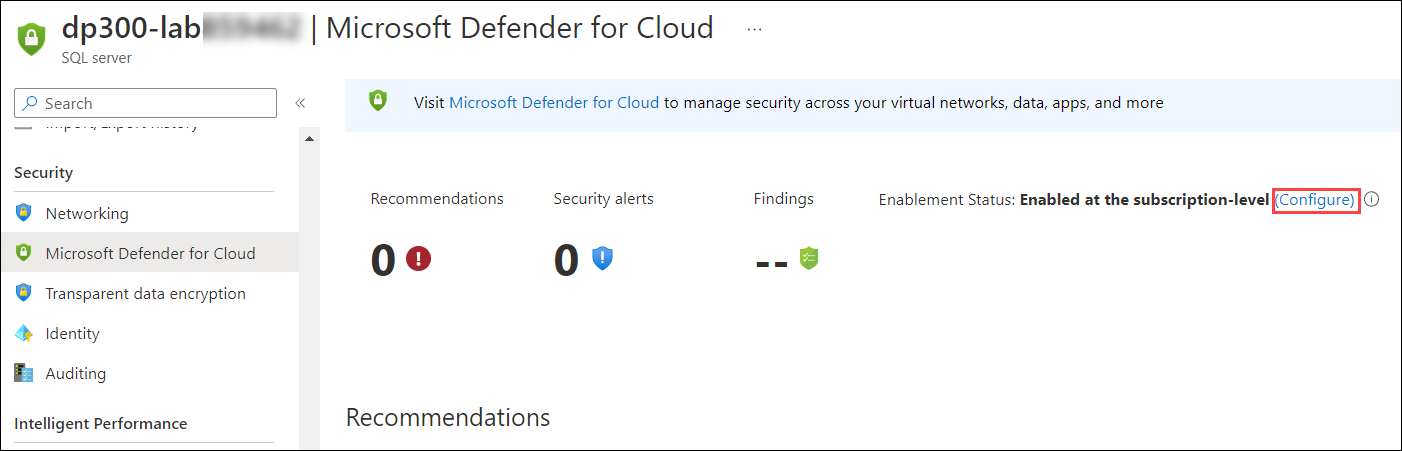 dp300-lab | Microsoft Defender for Cloud ...
SQL server
Search
«
Visit Microsoft Defender for Cloud to manage security across your virtual networks, data, apps, and more
Import/Export history
Security
Networking
Microsoft Defender for Cloud
Transparent data encryption
Identity
Auditing
Intelligent Performance
Recommendations
Security alerts
Findings
Enablement Status: Enabled at the subscription-level (Configure)
0
0
--
Recommendations